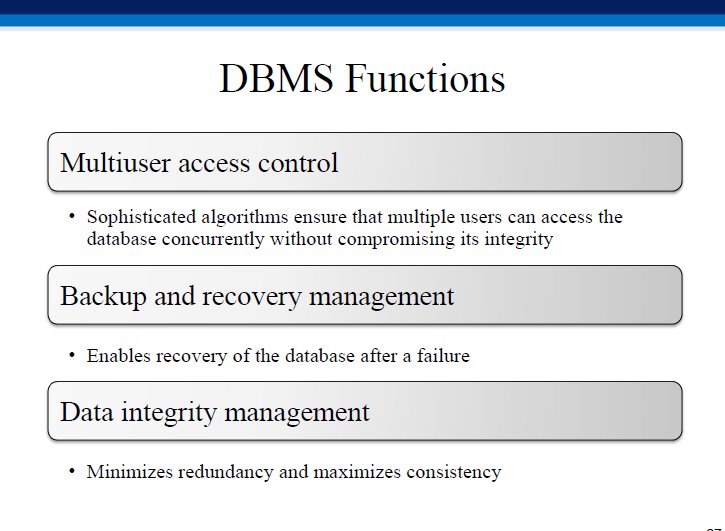 DBMS Functions
Multiuser access control
• Sophisticated algorithms ensure that multiple users can access the
database concurrently without compromising its integrity
Backup and recovery management
• Enables recovery of the database after a failure
Data integrity management
• Minimizes redundancy and maximizes consistency